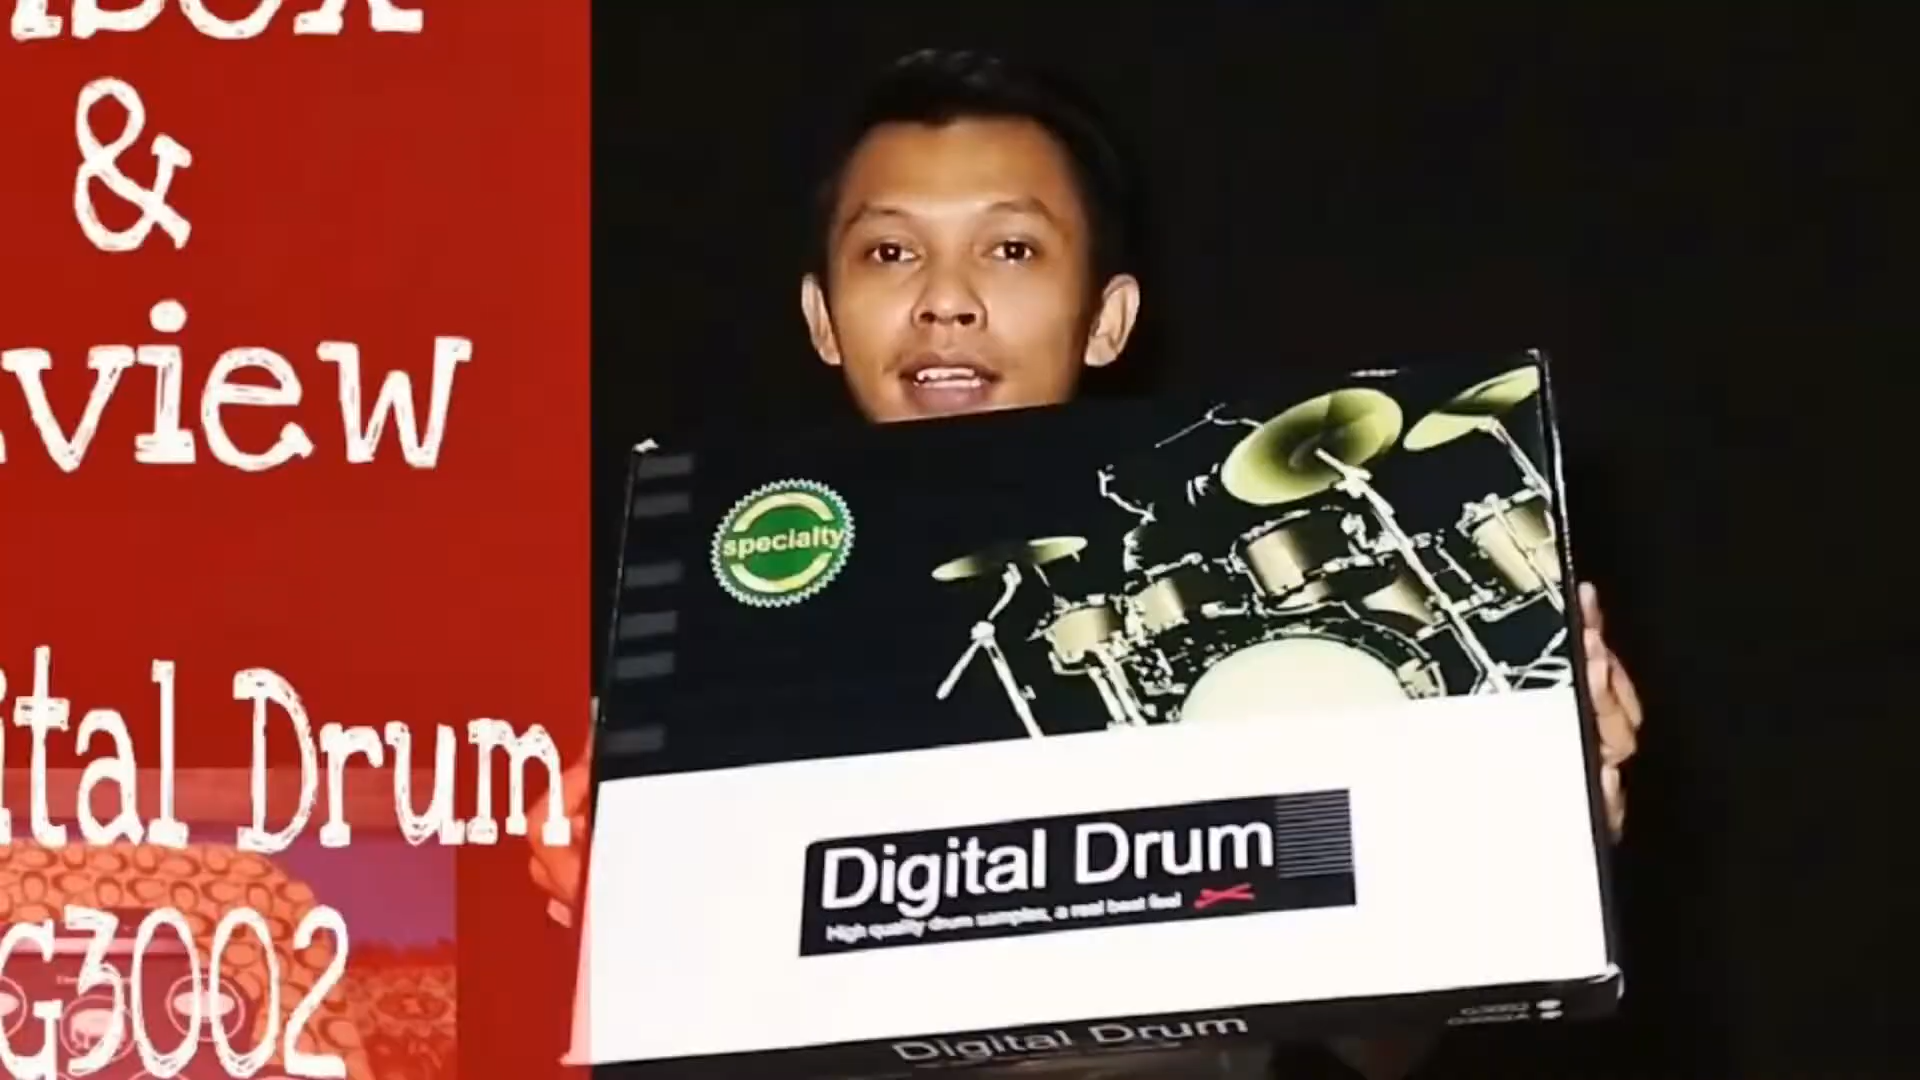 &
view
ital Drum
G3002
specialty
Digital Drum
High quality drum samples, a real beat feel
Digital Drum